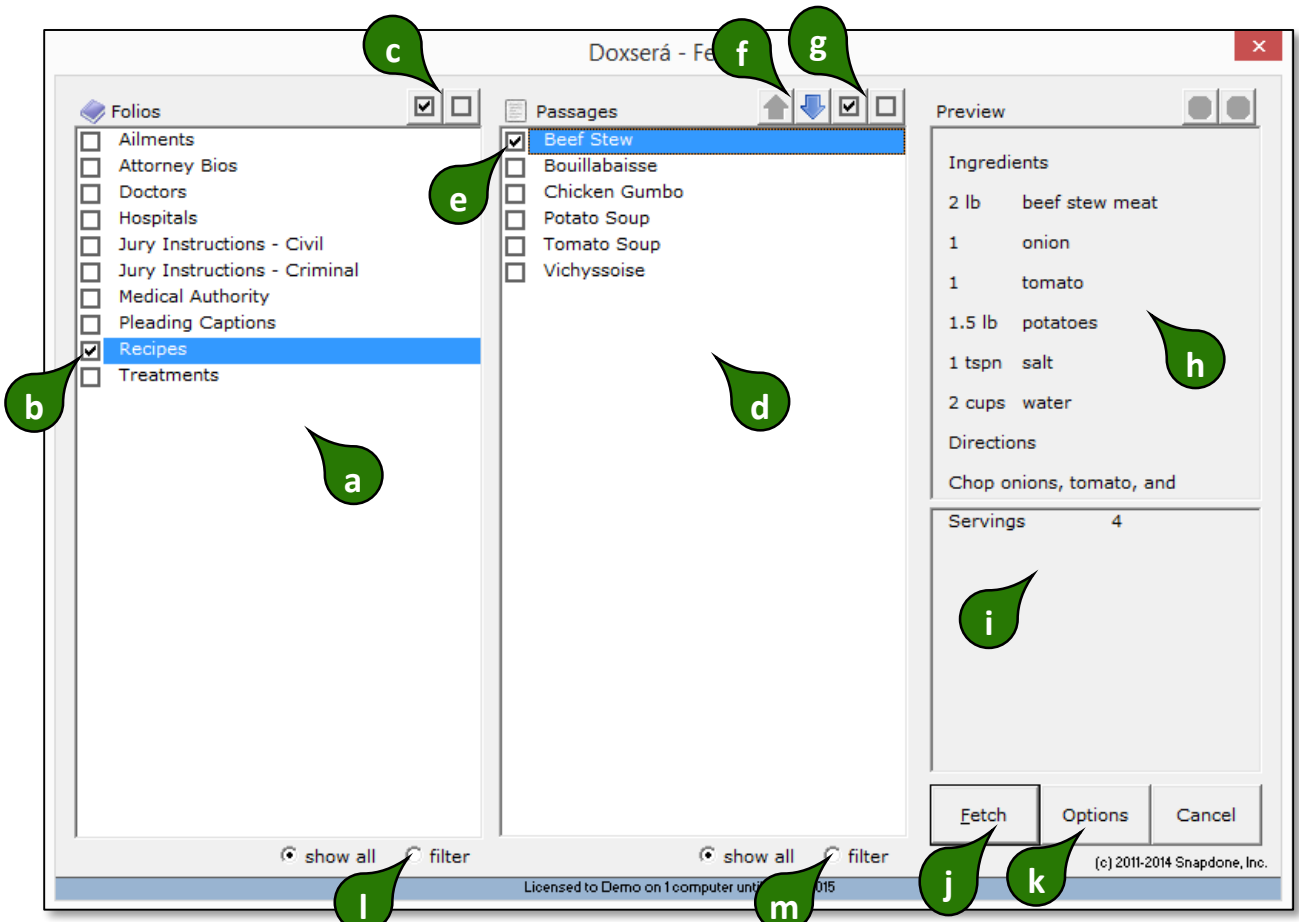 c
f
g
Doxserá - Fe
Folios
Passages
Preview
Ailments
Attorney Bios
Doctors
Hospitals
Jury Instructions - Civil
Jury Instructions - Criminal
Medical Authority
Pleading Captions
Recipes
Treatments
b
a
Beef Stew
Bouillabaisse
Chicken Gumbo
Potato Soup
Tomato Soup
Vichyssoise
e
d
Ingredients
2 lb beef stew meat
1 onion
1 tomato
1.5 lb potatoes
1 tspn salt
2 cups water
Directions
Chop onions, tomato, and
h
Servings 4
i
Fetch Options Cancel
j
k
show all filter
show all filter
(c) 2011-2014 Snapdone, Inc.
Licensed to Demo on 1 computer until 015
l
m